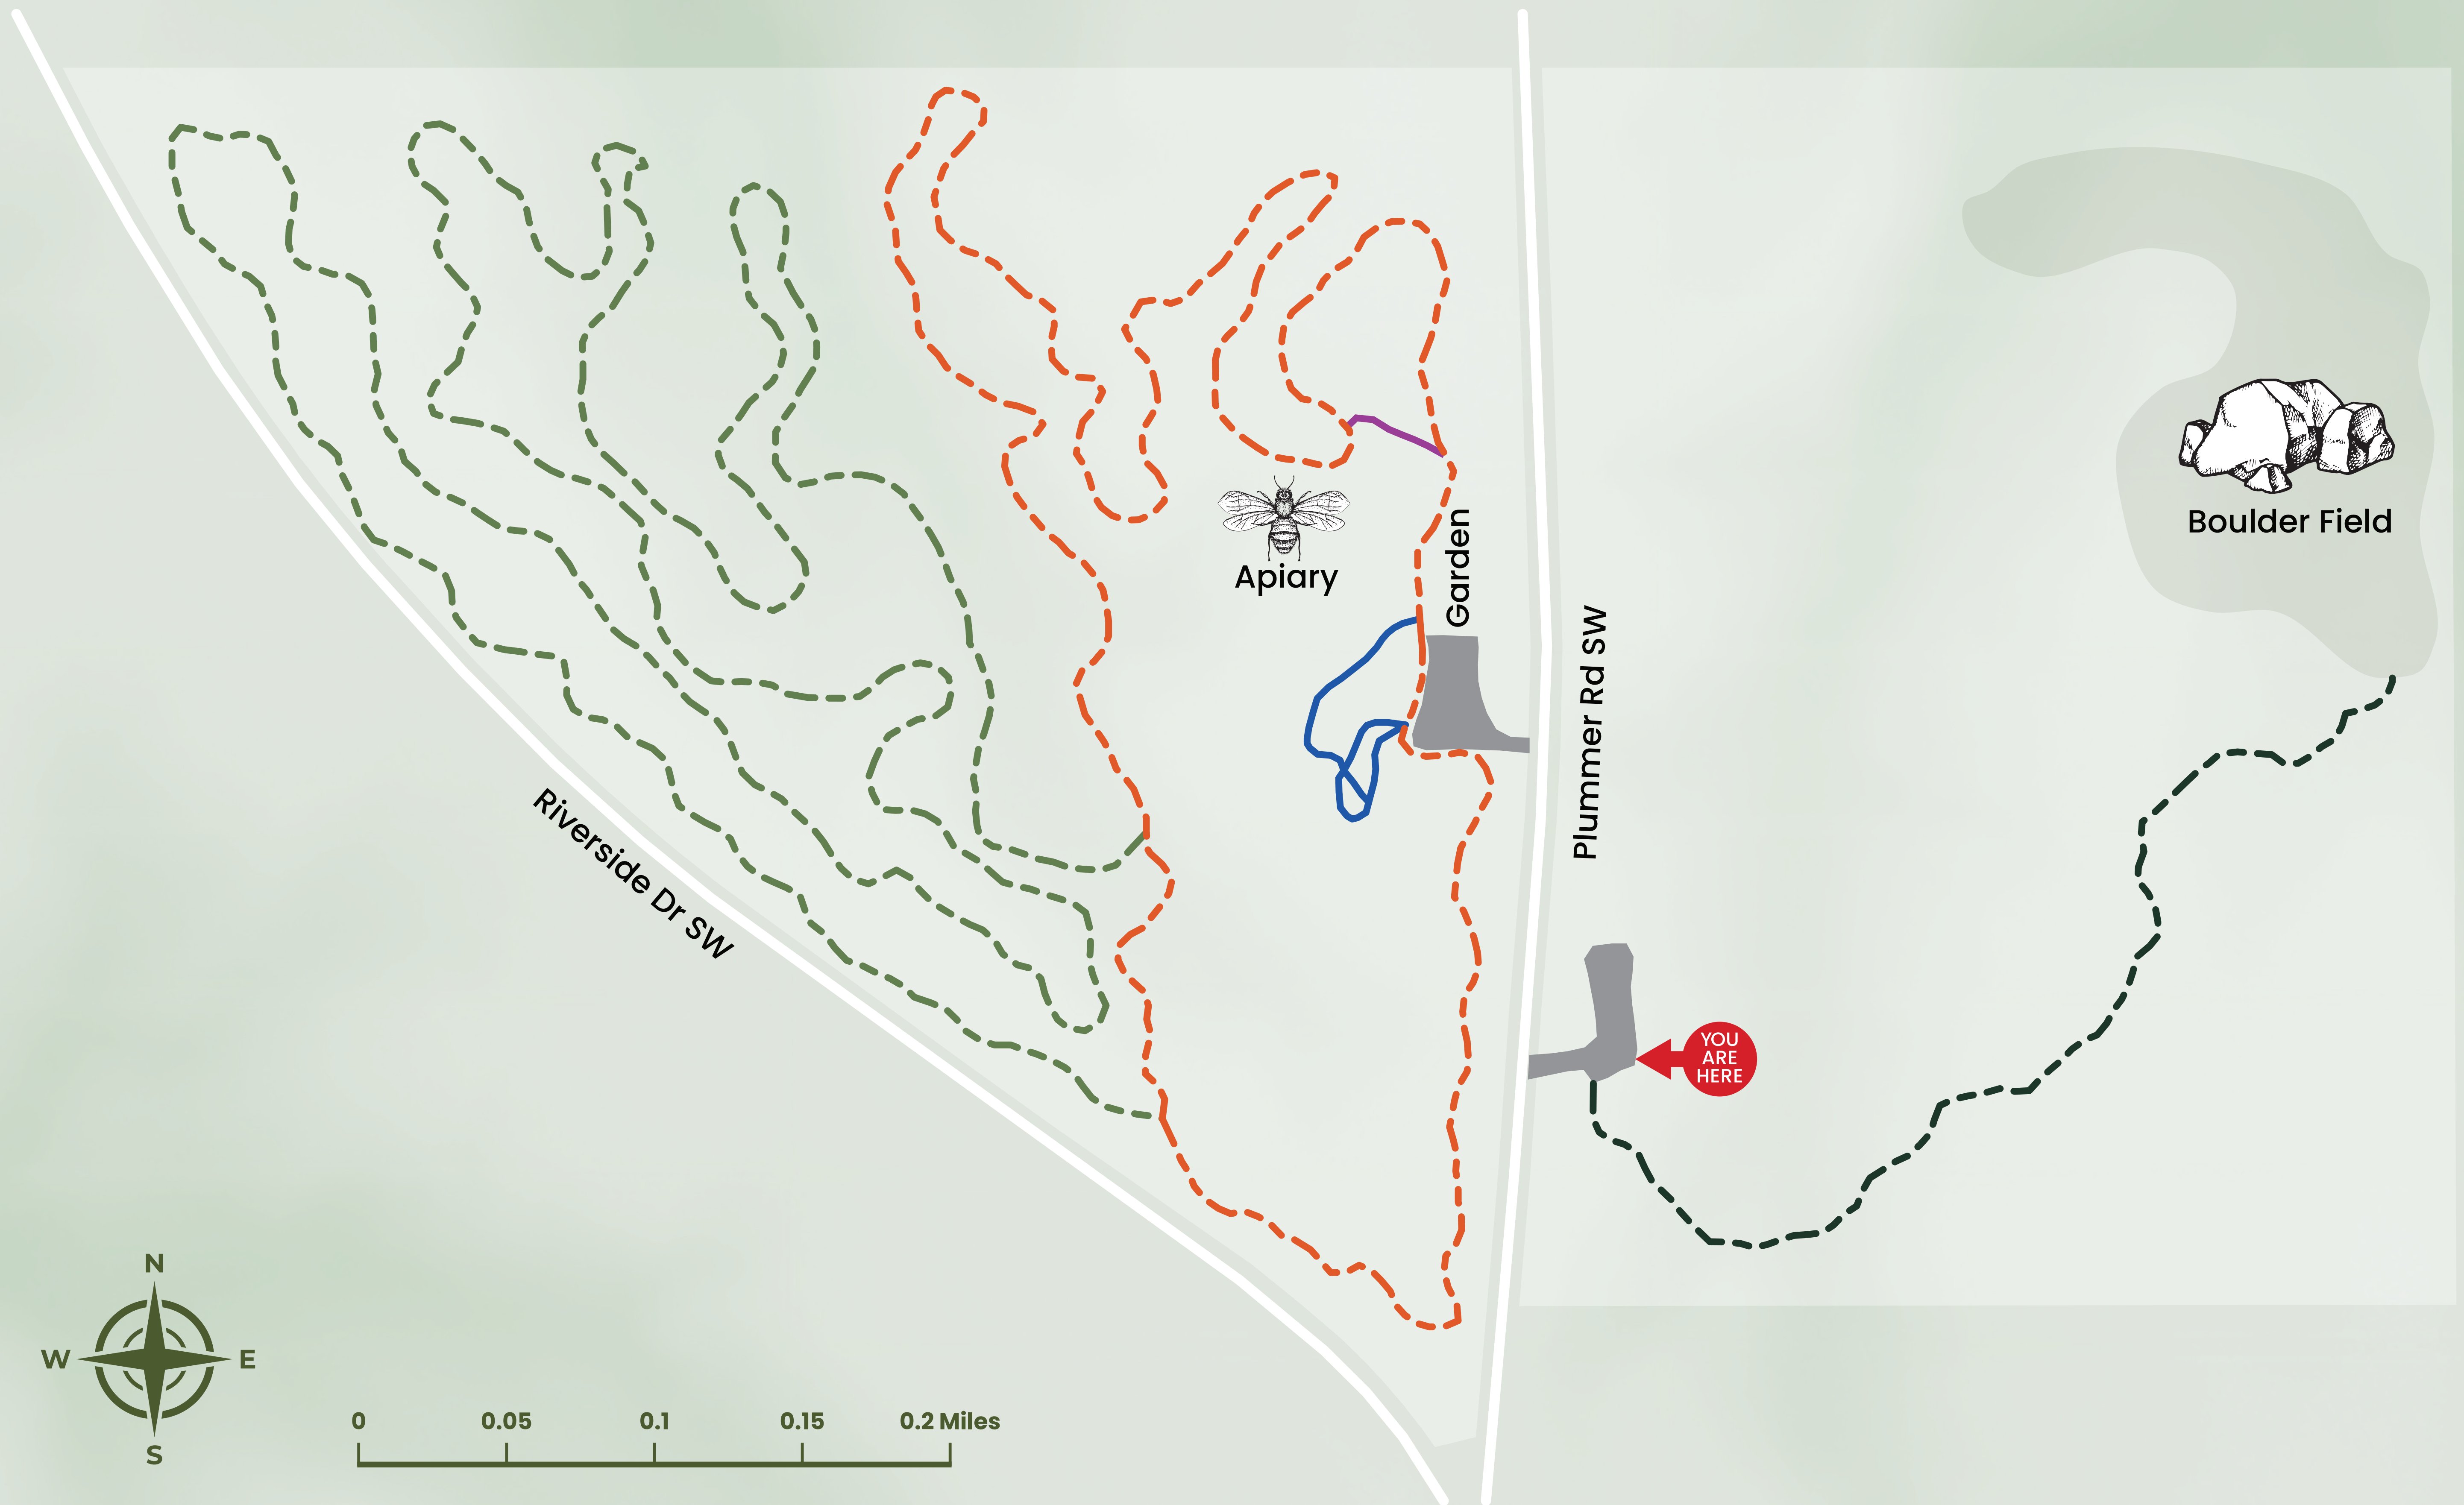 Apiary
Garden
Boulder Field
Plummer Rd SW
Riverside Dr SW
YOU
ARE
HERE
N
W E
S
0 0.05 0.1 0.15 0.2 Miles